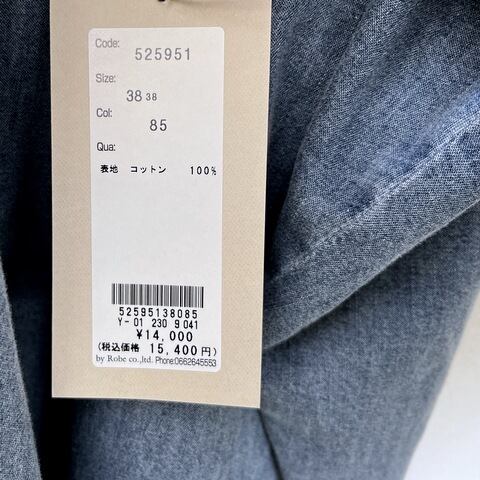 Code: 525951
Size: 38 38
Col: 85
Qua:
表地 コットン 100%
52595138085
Y-01 230 9 041
¥14,000
(税込価格 15,400円)
by Robe co.,ltd. Phone:0662645553